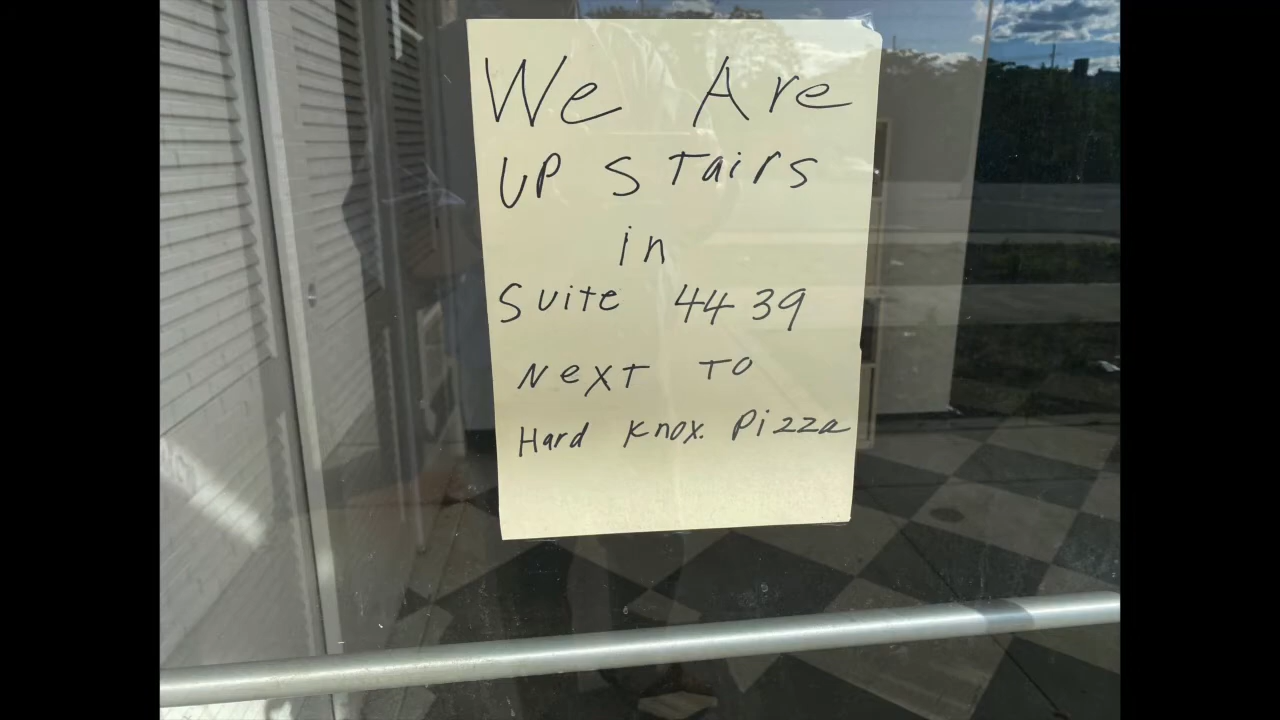 We Are
UP STairs
in
Suite 4439
NexT TO
Hard Knox. Pizza